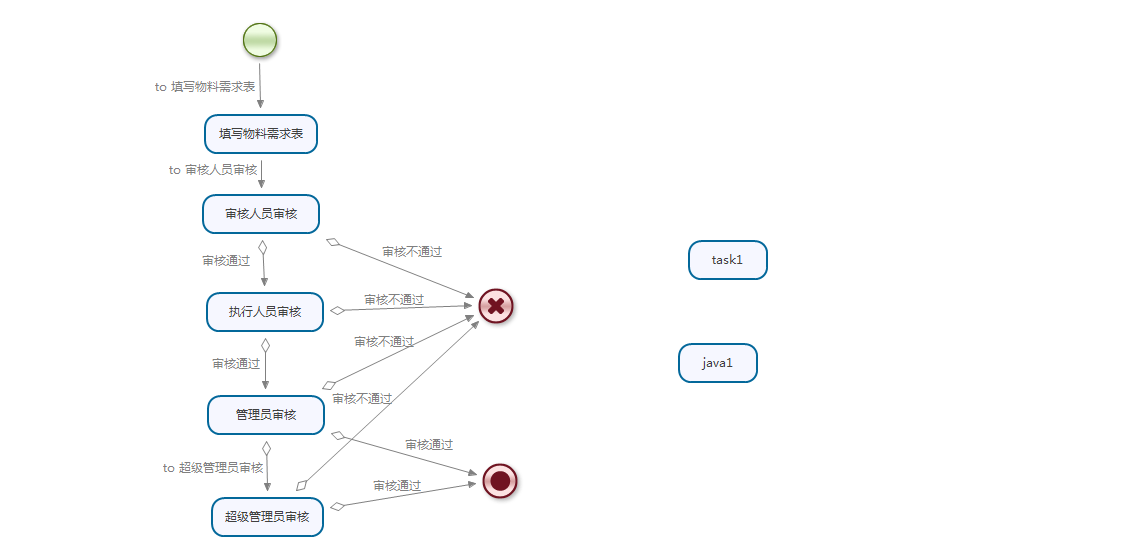 to 填写物料需求表
填写物料需求表
to 审核人员审核
审核人员审核
审核不通过
审核通过
task1
审核不通过
执行人员审核
审核不通过
审核通过
java1
审核不通过
管理员审核
审核通过
to 超级管理员审核
审核通过
超级管理员审核